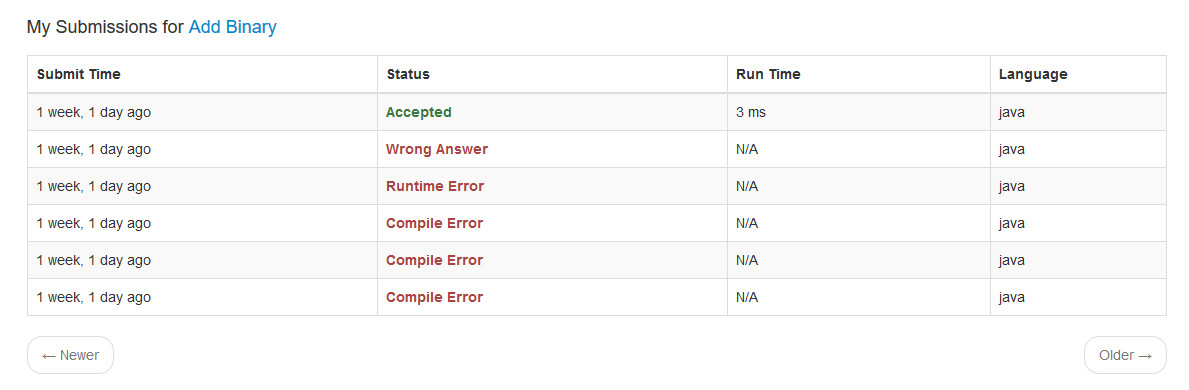 My Submissions for Add Binary
Submit Time Status Run Time Language
1 week, 1 day ago Accepted 3 ms java
1 week, 1 day ago Wrong Answer N/A java
1 week, 1 day ago Runtime Error N/A java
1 week, 1 day ago Compile Error N/A java
1 week, 1 day ago Compile Error N/A java
1 week, 1 day ago Compile Error N/A java
← Newer Older →